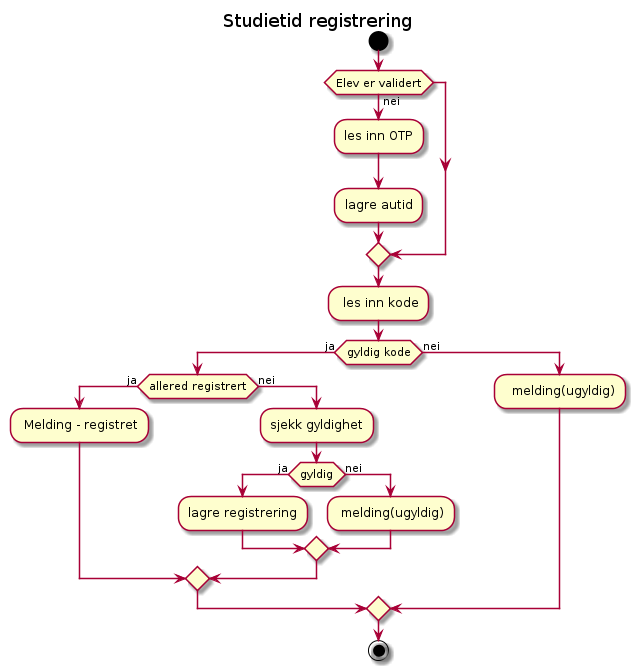 Studietid registrering
Elev er validert
nei
les inn OTP
lagre autid
les inn kode
ja
gyldig kode
nei
ja
allered registrert
nei
melding(ugyldig)
Melding - registret
sjekk gyldighet
ja
gyldig
nei
lagre registrering
melding(ugyldig)